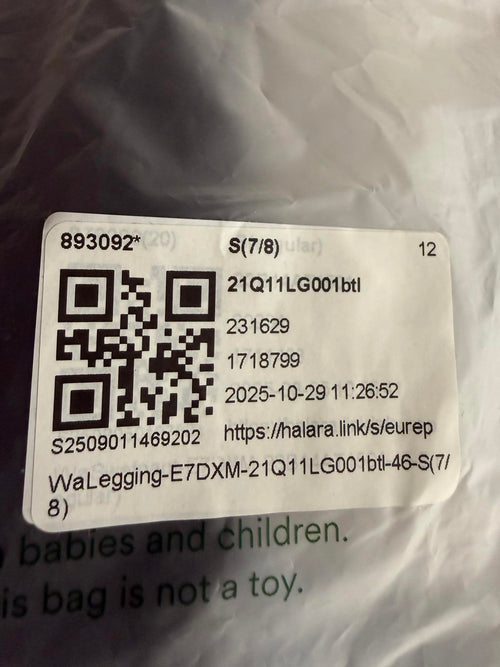 893092* S(7/8) 12
21Q11LG001btl
231629
1718799
2025-10-29 11:26:52
S2509011469202 https://halara.link/s/eurep
WaLegging-E7DXM-21Q11LG001btl-46-S(7/
8)
babies and children.
is bag is not a toy.